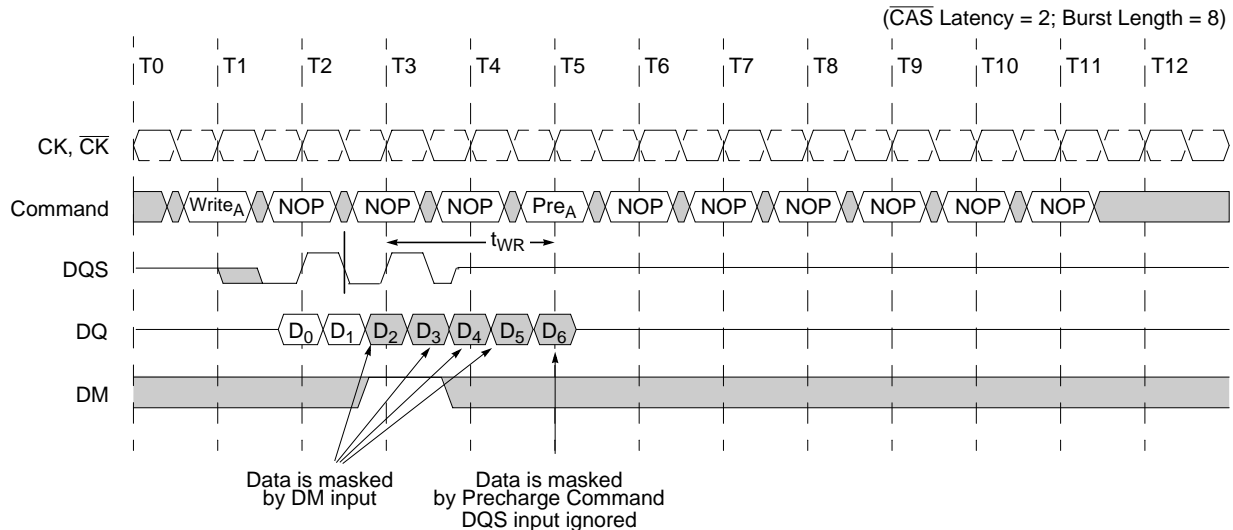 (CAS Latency = 2; Burst Length = 8)
T0 T1 T2 T3 T4 T5 T6 T7 T8 T9 T10 T11 T12
CK, CK
Command WriteA NOP NOP NOP PreA NOP NOP NOP NOP NOP NOP
tWR
DQS
DQ D0 D1 D2 D3 D4 D5 D6
DM
Data is masked
by DM input
Data is masked
by Precharge Command
DQS input ignored